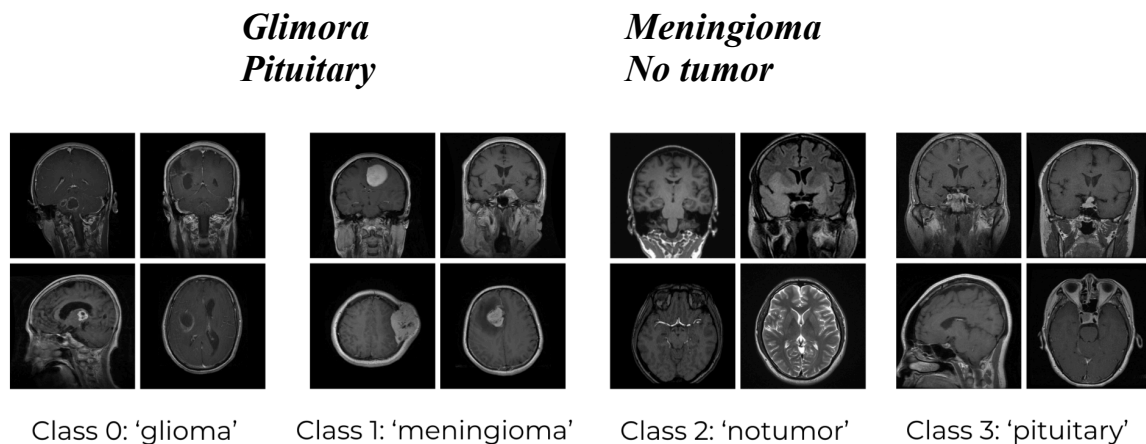 Glimora
Pituitary
Meningioma
No tumor
Class 0: ‘glioma’
Class 1: ‘meningioma’
Class 2: ‘notumor’
Class 3: ‘pituitary’